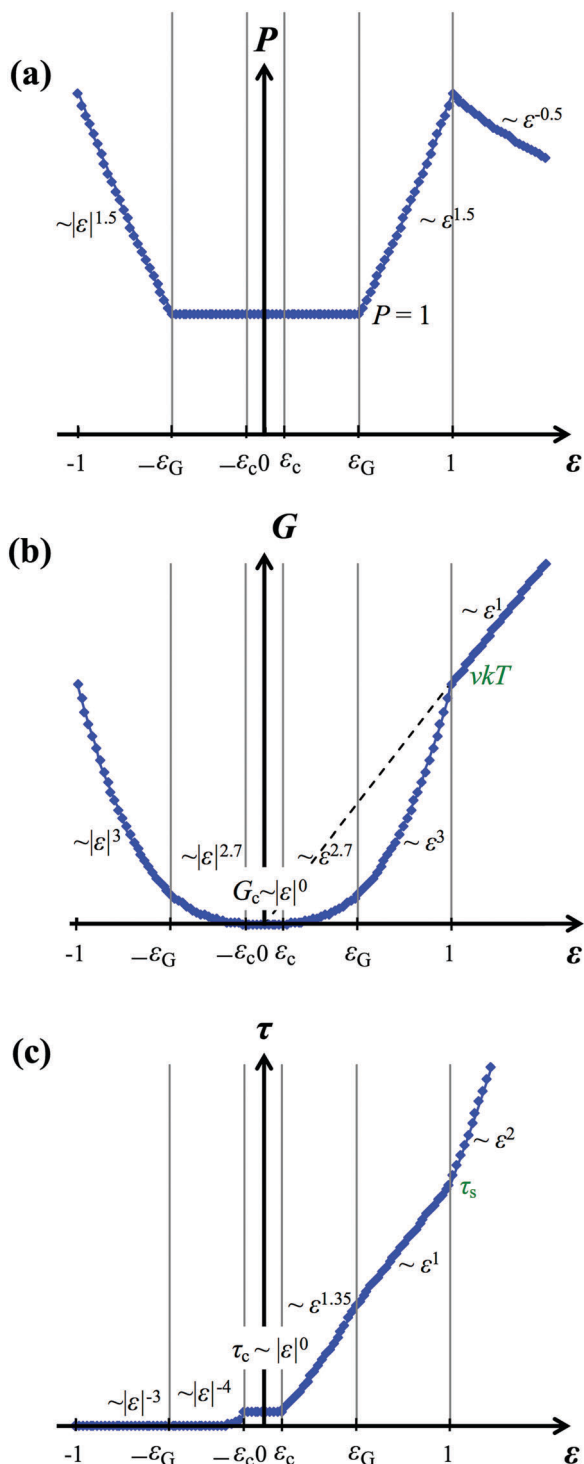 (a)
P
~|ε|^1.5
~ ε^1.5
~ ε^-0.5
P = 1
-1 −ε_G −ε_c 0 ε_c ε_G 1 ε
(b)
G
~ ε^1
νkT
~|ε|^3 ~|ε|^2.7 ~ ε^2.7 ~ ε^3
G_c~|ε|^0
-1 −ε_G −ε_c 0 ε_c ε_G 1 ε
(c)
τ
~ ε^2
τ_s
~ ε^1
~ ε^1.35
τ_c ~ |ε|^0
~|ε|^-3 ~|ε|^-4
-1 −ε_G −ε_c 0 ε_c ε_G 1 ε